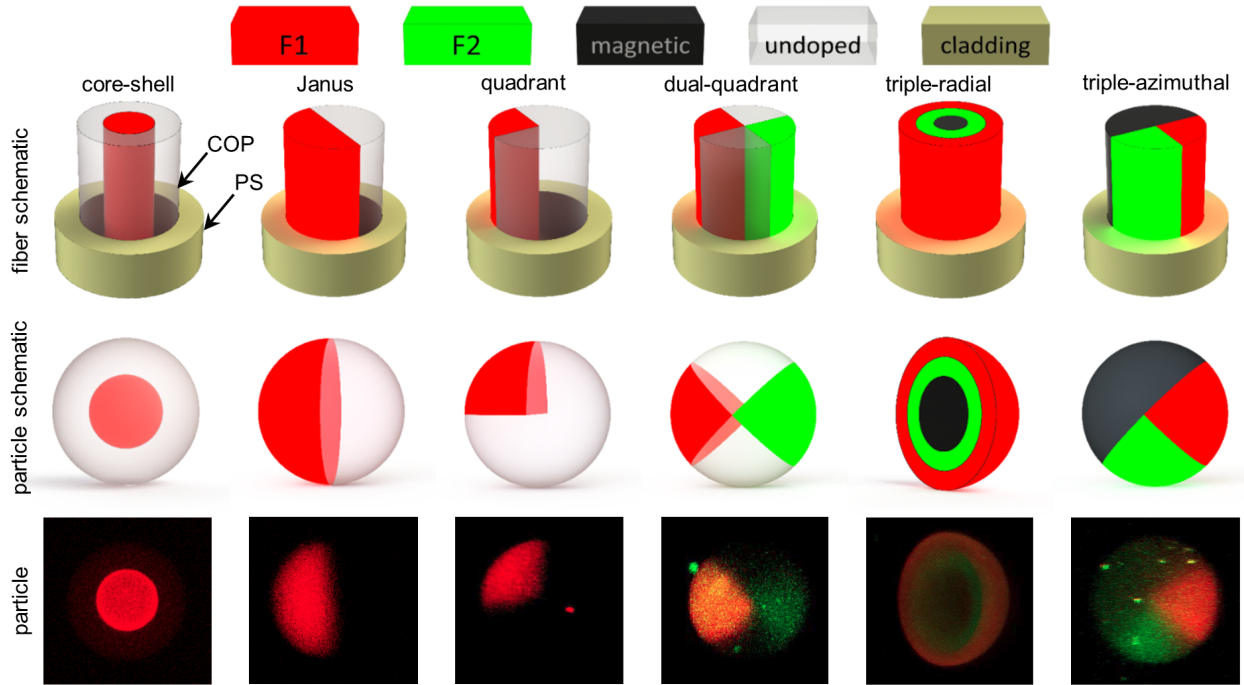 F1 F2 magnetic undoped cladding
core-shell Janus quadrant dual-quadrant triple-radial triple-azimuthal
COP
PS
fiber schematic
particle schematic
particle